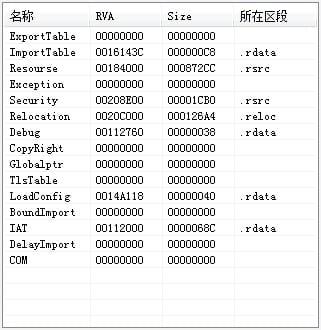 名称 RVA Size 所在区段
ExportTable 00000000 00000000
ImportTable 0016143C 000000C8 .rdata
Resourse 00184000 000872CC .rsrc
Exception 00000000 00000000
Security 00208E00 00001CB0 .rsrc
Relocation 0020C000 000126A4 .reloc
Debug 00112760 00000038 .rdata
CopyRight 00000000 00000000
Globalptr 00000000 00000000
TlsTable 00000000 00000000
LoadConfig 0014A118 00000040 .rdata
BoundImport 00000000 00000000
IAT 00112000 0000068C .rdata
DelayImport 00000000 00000000
COM 00000000 00000000